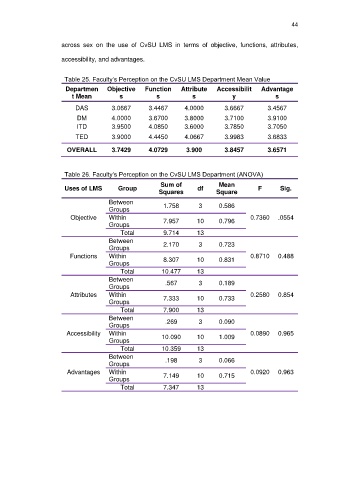 44
across sex on the use of CvSU LMS in terms of objective, functions, attributes,
accessibility, and advantages.
Table 25. Faculty's Perception on the CvSU LMS Department Mean Value
Departmen Objective Function Attribute Accessibilit Advantage
t Mean s s s y s
DAS 3.0667 3.4467 4.0000 3.6667 3.4567
DM 4.0000 3.6700 3.8000 3.7100 3.9100
ITD 3.9500 4.0850 3.6000 3.7850 3.7050
TED 3.9000 4.4450 4.0667 3.9983 3.6833
OVERALL 3.7429 4.0729 3.900 3.8457 3.6571
Table 26. Faculty's Perception on the CvSU LMS Department (ANOVA)
Uses of LMS Group Sum of Squares df Mean Square F Sig.
Objective Between Groups 1.758 3 0.586 0.7360 .0554
Within Groups 7.957 10 0.796
Total 9.714 13
Functions Between Groups 2.170 3 0.723 0.8710 0.488
Within Groups 8.307 10 0.831
Total 10.477 13
Attributes Between Groups .567 3 0.189 0.2580 0.854
Within Groups 7.333 10 0.733
Total 7.900 13
Accessibility Between Groups .269 3 0.090 0.0890 0.965
Within Groups 10.090 10 1.009
Total 10.359 13
Advantages Between Groups .198 3 0.066 0.0920 0.963
Within Groups 7.149 10 0.715
Total 7.347 13